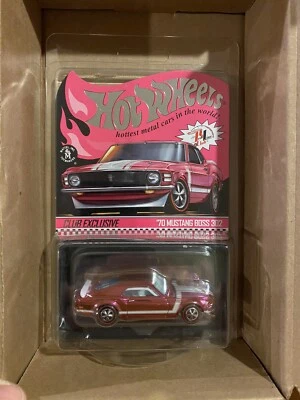 Hot Wheels
hottest metal cars in the world!
CLUB EXCLUSIVE
'70 MUSTANG BOSS 302